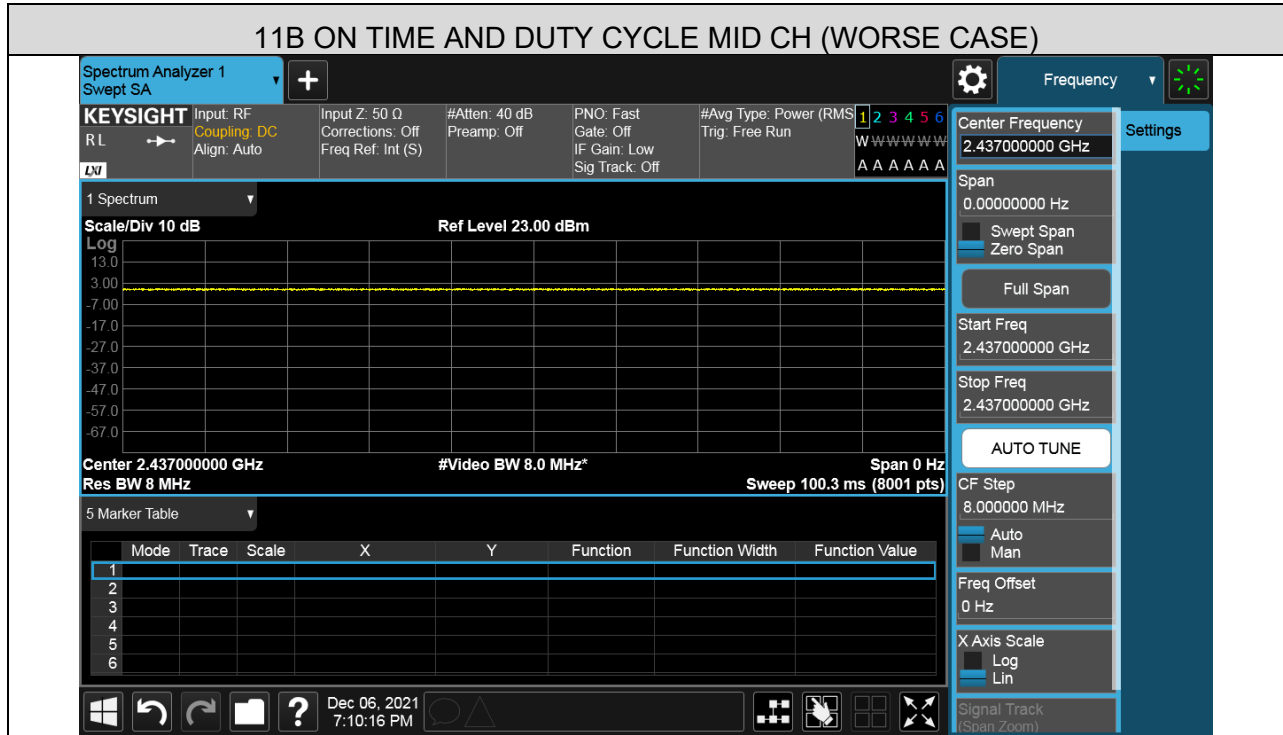 11B ON TIME AND DUTY CYCLE MID CH (WORSE CASE)
Spectrum Analyzer 1
Swept SA
Frequency
KEYSIGHT
RL
LXI
Input: RF
Coupling: DC
Align: Auto
Input Z: 50 Ω
Corrections: Off
Freq Ref: Int (S)
#Atten: 40 dB
Preamp: Off
PNO: Fast
Gate: Off
IF Gain: Low
Sig Track: Off
#Avg Type: Power (RMS
Trig: Free Run
1 2 3 4 5 6
W W W W W W
A A A A A A
1 Spectrum
Scale/Div 10 dB
Ref Level 23.00 dBm
Log
13.0
3.00
-7.00
-17.0
-27.0
-37.0
-47.0
-57.0
-67.0
Center 2.437000000 GHz
#Video BW 8.0 MHz*
Span 0 Hz
Res BW 8 MHz
Sweep 100.3 ms (8001 pts)
5 Marker Table
Mode Trace Scale X Y Function Function Width Function Value
1
2
3
4
5
6
Dec 06, 2021
7:10:16 PM
Center Frequency
2.437000000 GHz
Settings
Span
0.00000000 Hz
Swept Span
Zero Span
Full Span
Start Freq
2.437000000 GHz
Stop Freq
2.437000000 GHz
AUTO TUNE
CF Step
8.000000 MHz
Auto
Man
Freq Offset
0 Hz
X Axis Scale
Log
Lin
Signal Track
(Span Zoom)